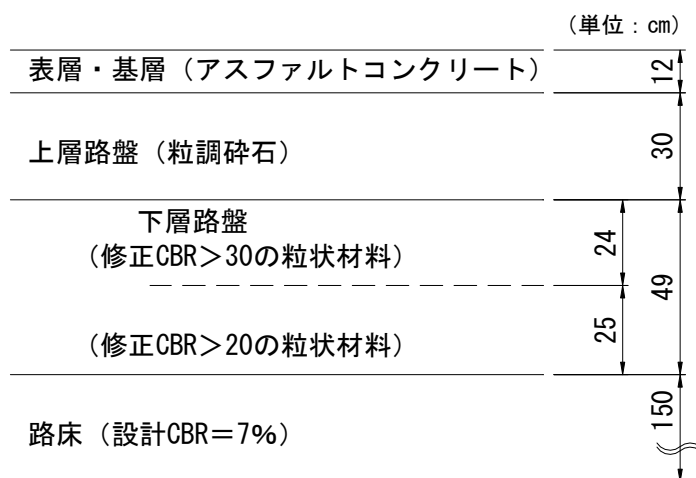 (単位：cm)
表層・基層（アスファルトコンクリート）
12
上層路盤（粒調砕石）
30
下層路盤
（修正CBR＞30の粒状材料）
24
49
（修正CBR＞20の粒状材料）
25
路床（設計CBR＝7%）
150